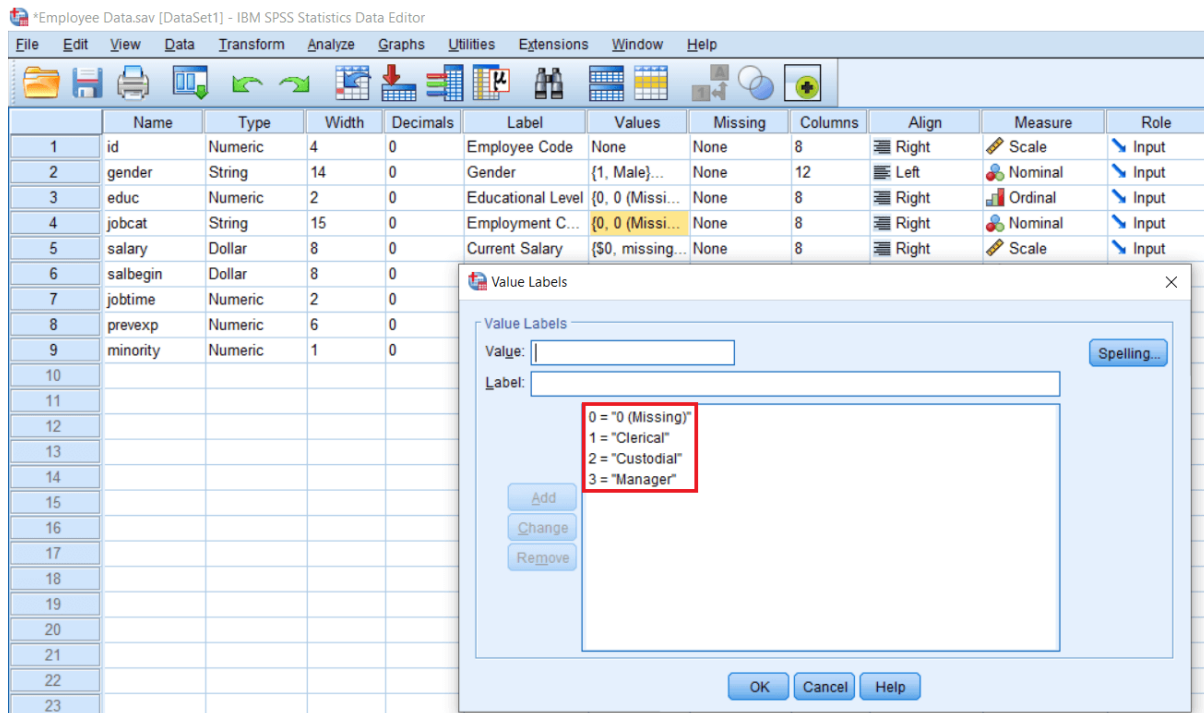 *Employee Data.sav [DataSet1] - IBM SPSS Statistics Data Editor
File Edit View Data Transform Analyze Graphs Utilities Extensions Window Help
Name Type Width Decimals Label Values Missing Columns Align Measure Role
1 id Numeric 4 0 Employee Code None None 8 Right Scale Input
2 gender String 14 0 Gender {1, Male}... None 12 Left Nominal Input
3 educ Numeric 2 0 Educational Level {0, 0 (Missi... None 8 Right Ordinal Input
4 jobcat String 15 0 Employment C... {0, 0 (Missi... None 8 Right Nominal Input
5 salary Dollar 8 0 Current Salary {$0, missing... None 8 Right Scale Input
6 salbegin Dollar 8 0
7 jobtime Numeric 2 0
8 prevexp Numeric 6 0
9 minority Numeric 1 0
10
11
12
13
14
15
16
17
18
19
20
21
22
23
Value Labels
Value Labels
Value:
Spelling...
Label:
0 = "0 (Missing)"
1 = "Clerical"
2 = "Custodial"
3 = "Manager"
Add
Change
Remove
OK Cancel Help